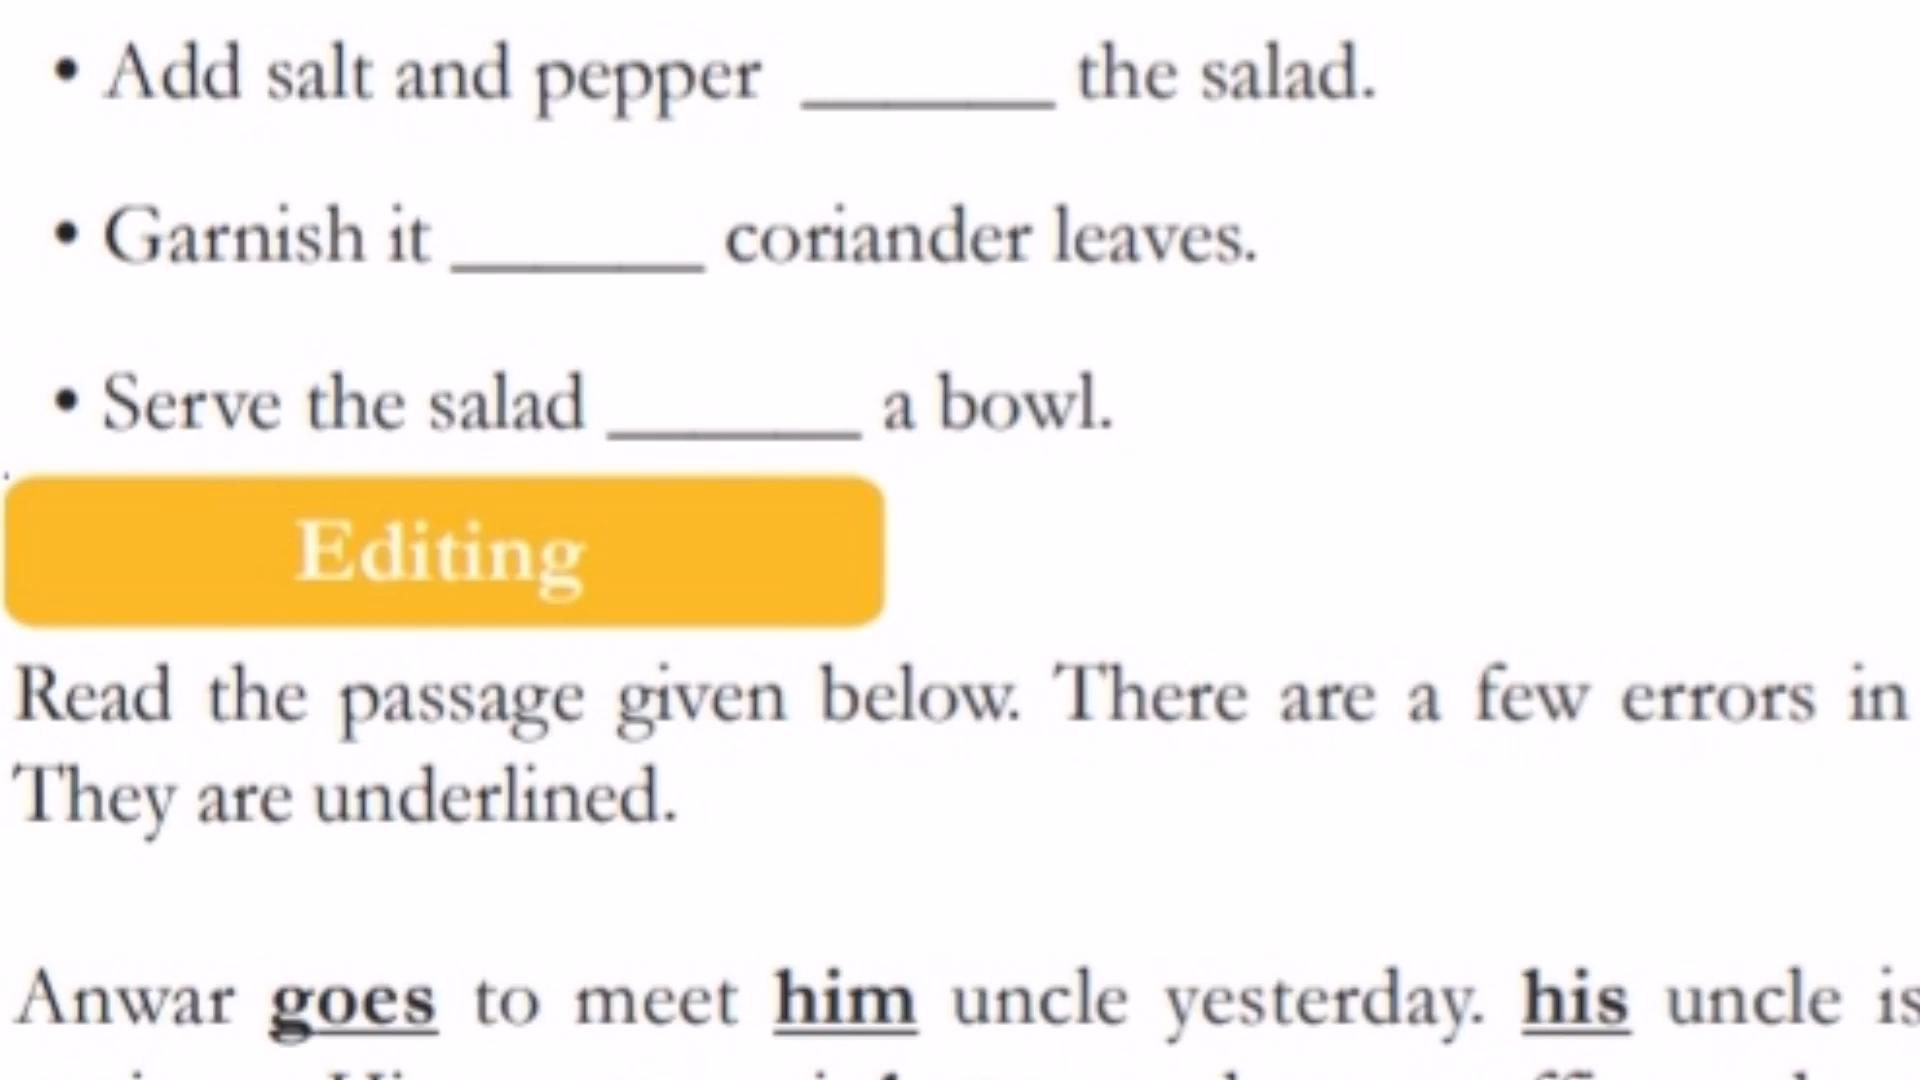 • Add salt and pepper ______ the salad.
• Garnish it ______ coriander leaves.
• Serve the salad ______ a bowl.
Editing
Read the passage given below. There are a few errors in
They are underlined.
Anwar goes to meet him uncle yesterday. his uncle is